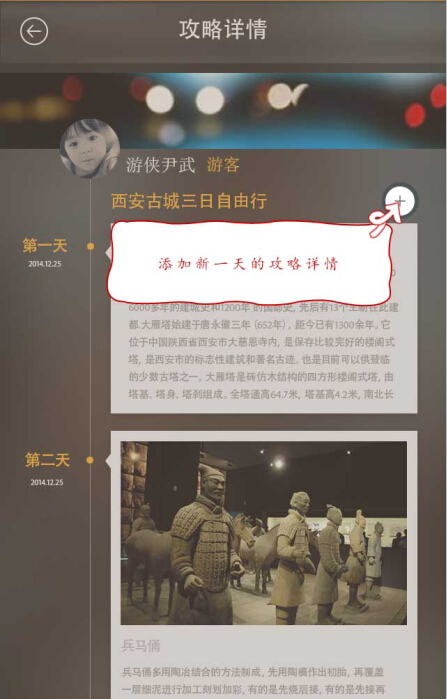 攻略详情
游侠尹武 游客
西安古城三日自由行
第一天
2014.12.25
添加新一天的攻略详情
6000多年的建城史和1200年 的国都史, 先后有13个王朝在此建
都.大雁塔始建于唐永徽三年 (652年) , 距今已有1300余年。它
位于中国陕西省西安市大慈恩寺内, 是保存比较完好的楼阁式
塔, 是西安市的标志性建筑和著名古迹。也是目前可以供登临
的少数古塔之一。大雁塔是砖仿木结构的四方形楼阁式塔, 由
塔基、塔身、塔刹组成。全塔通高64.7米, 塔基高4.2米, 南北长
第二天
2014.12.25
兵马俑
兵马俑多用陶冶结合的方法制成, 先用陶模作出初胎, 再覆盖
一层细泥进行加工刻划加彩, 有的是先烧后接, 有的是先接再